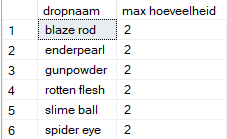 dropnaam max hoeveelheid
1 blaze rod 2
2 enderpearl 2
3 gunpowder 2
4 rotten flesh 2
5 slime ball 2
6 spider eye 2